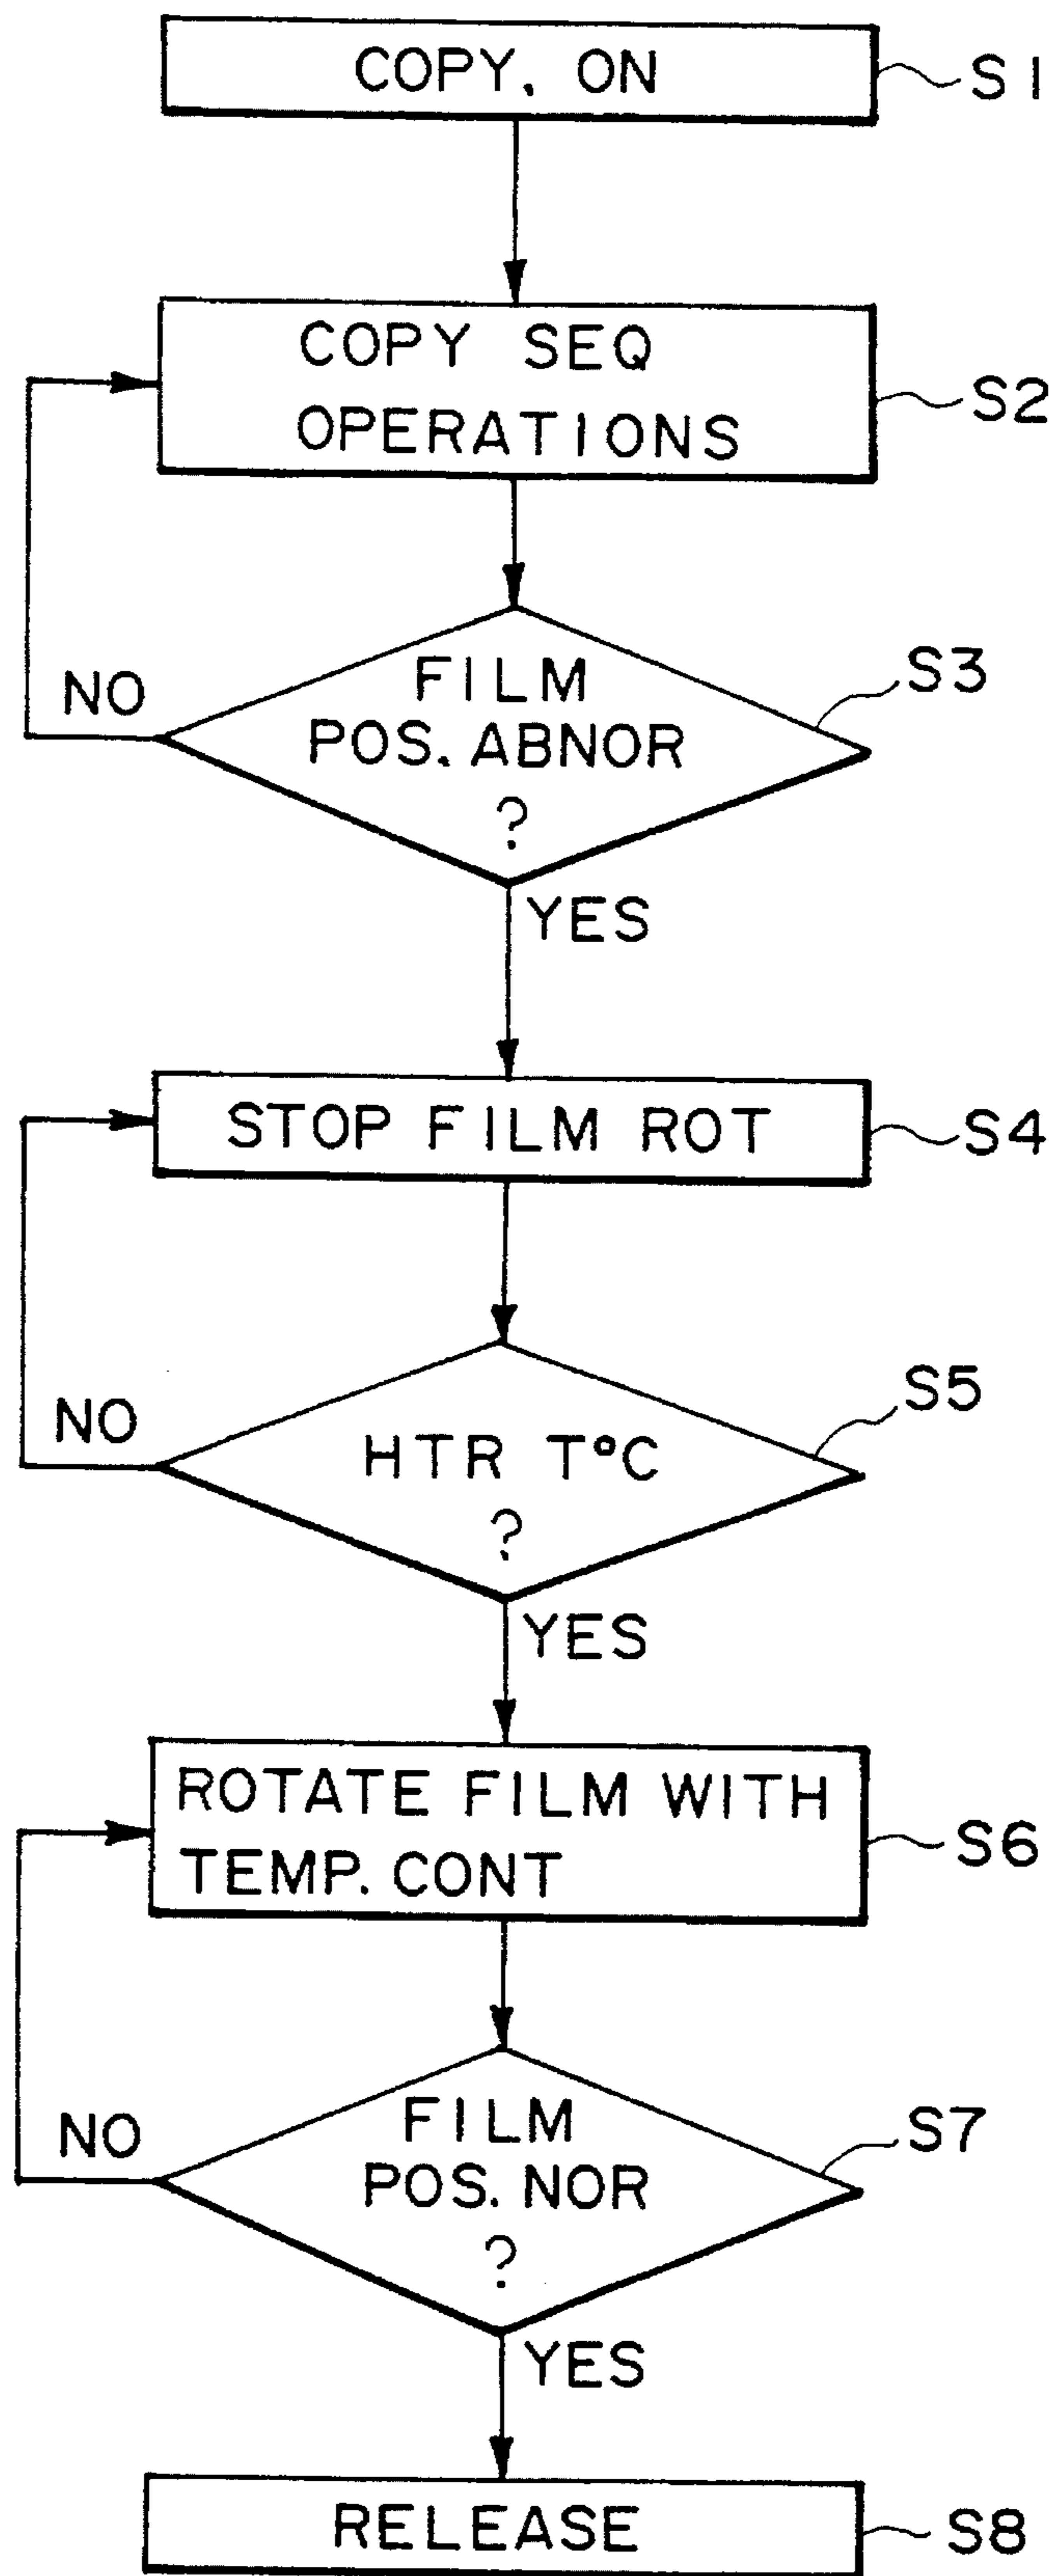 COPY. ON
S1
COPY SEQ
OPERATIONS
S2
FILM
POS. ABNOR
?
S3
NO
YES
STOP FILM ROT
S4
HTR T°C
?
S5
NO
YES
ROTATE FILM WITH
TEMP. CONT
S6
FILM
POS. NOR
?
S7
NO
YES
RELEASE
S8